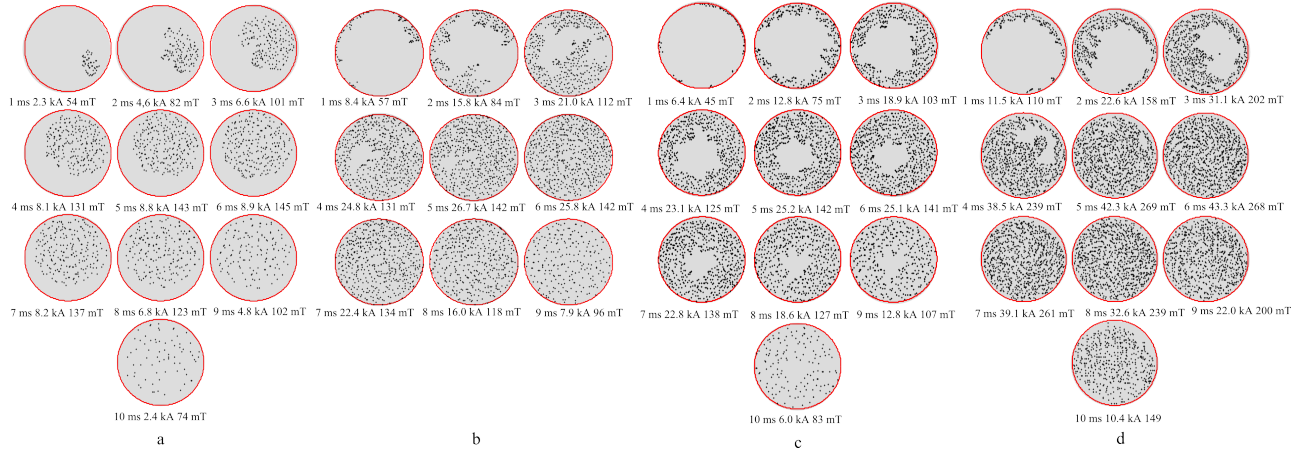 1 ms 2.3 kA 54 mT
2 ms 4,6 kA 82 mT
3 ms 6.6 kA 101 mT
4 ms 8.1 kA 131 mT
5 ms 8.8 kA 143 mT
6 ms 8.9 kA 145 mT
7 ms 8.2 kA 137 mT
8 ms 6.8 kA 123 mT
9 ms 4.8 kA 102 mT
10 ms 2.4 kA 74 mT
a
1 ms 8.4 kA 57 mT
2 ms 15.8 kA 84 mT
3 ms 21.0 kA 112 mT
4 ms 24.8 kA 131 mT
5 ms 26.7 kA 142 mT
6 ms 25.8 kA 142 mT
7 ms 22.4 kA 134 mT
8 ms 16.0 kA 118 mT
9 ms 7.9 kA 96 mT
b
1 ms 6.4 kA 45 mT
2 ms 12.8 kA 75 mT
3 ms 18.9 kA 103 mT
4 ms 23.1 kA 125 mT
5 ms 25.2 kA 142 mT
6 ms 25.1 kA 141 mT
7 ms 22.8 kA 138 mT
8 ms 18.6 kA 127 mT
9 ms 12.8 kA 107 mT
10 ms 6.0 kA 83 mT
c
1 ms 11.5 kA 110 mT
2 ms 22.6 kA 158 mT
3 ms 31.1 kA 202 mT
4 ms 38.5 kA 239 mT
5 ms 42.3 kA 269 mT
6 ms 43.3 kA 268 mT
7 ms 39.1 kA 261 mT
8 ms 32.6 kA 239 mT
9 ms 22.0 kA 200 mT
10 ms 10.4 kA 149
d